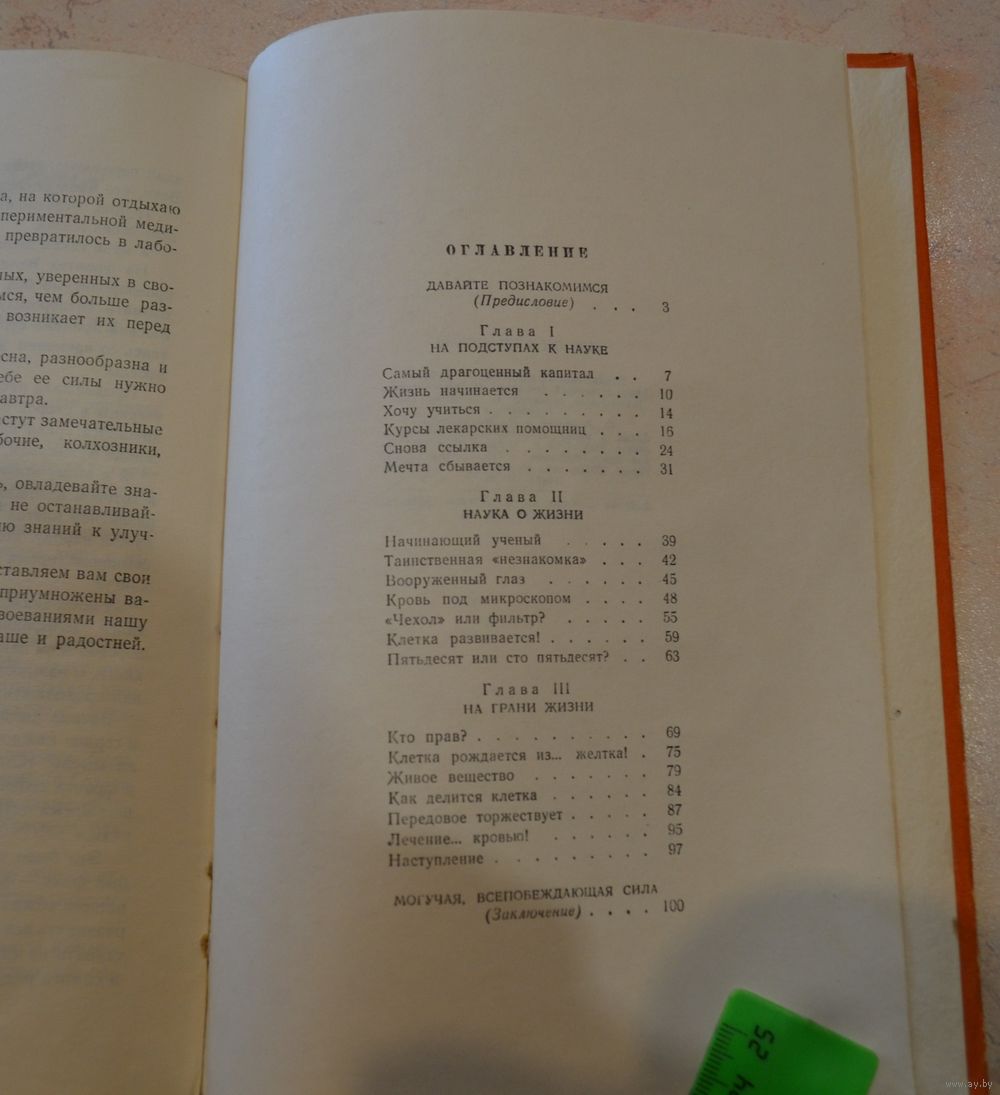 а, на которой отдыхаю
периментальной меди-
превратилось в лабо-
ных, уверенных в сво-
мся, чем больше раз-
возникает их перед
есна, разнообразна и
ебе ее силы нужно
автра.
стут замечательные
бочие, колхозники,
ь, овладевайте зна-
не останавливай-
ию знаний к улуч-
ставляем вам свои
приумножены ва-
воеваниями нашу
аше и радостней.
ОГЛАВЛЕНИЕ
ДАВАЙТЕ ПОЗНАКОМИМСЯ
(Предисловие) . . . 3
Глава I
НА ПОДСТУПАХ К НАУКЕ
Самый драгоценный капитал . . 7
Жизнь начинается . . . . . . 10
Хочу учиться . . . . . . . . . 14
Курсы лекарских помощниц . . . 16
Снова ссылка . . . . . . . . 24
Мечта сбывается . . . . . . . 31
Глава II
НАУКА О ЖИЗНИ
Начинающий ученый . . . . . 39
Таинственная «незнакомка» . . . 42
Вооруженный глаз . . . . . . 45
Кровь под микроскопом . . . . 48
«Чехол» или фильтр? . . . . . 55
Клетка развивается! . . . . . . 59
Пятьдесят или сто пятьдесят? . . 63
Глава III
НА ГРАНИ ЖИЗНИ
Кто прав? . . . . . . . . . . 69
Клетка рождается из... желтка! . 75
Живое вещество . . . . . . . 79
Как делится клетка . . . . . . 84
Передовое торжествует . . . . . 87
Лечение... кровью! . . . . . . 95
Наступление . . . . . . . . . 97
МОГУЧАЯ, ВСЕПОБЕЖДАЮЩАЯ СИЛА
(Заключение) . . . . 100
25
www.ay.by